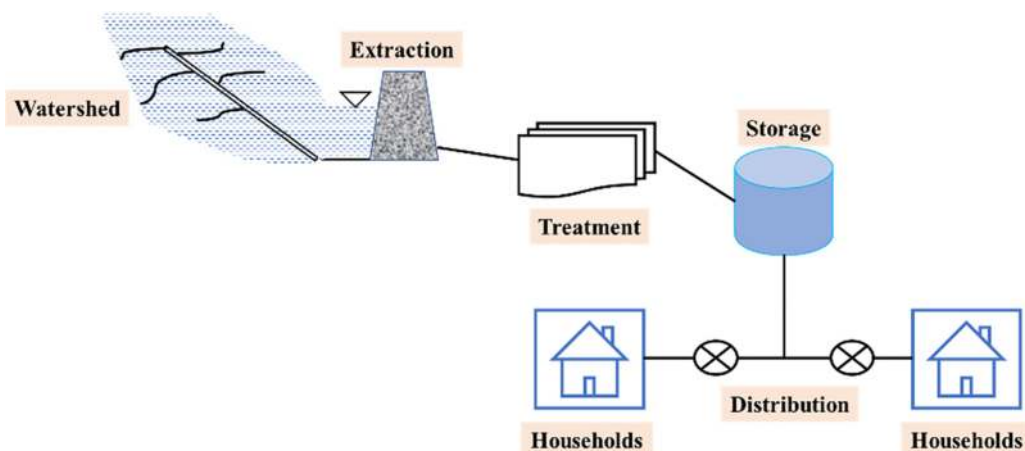 Extraction
Watershed
Storage
Treatment
Distribution
Households
Households